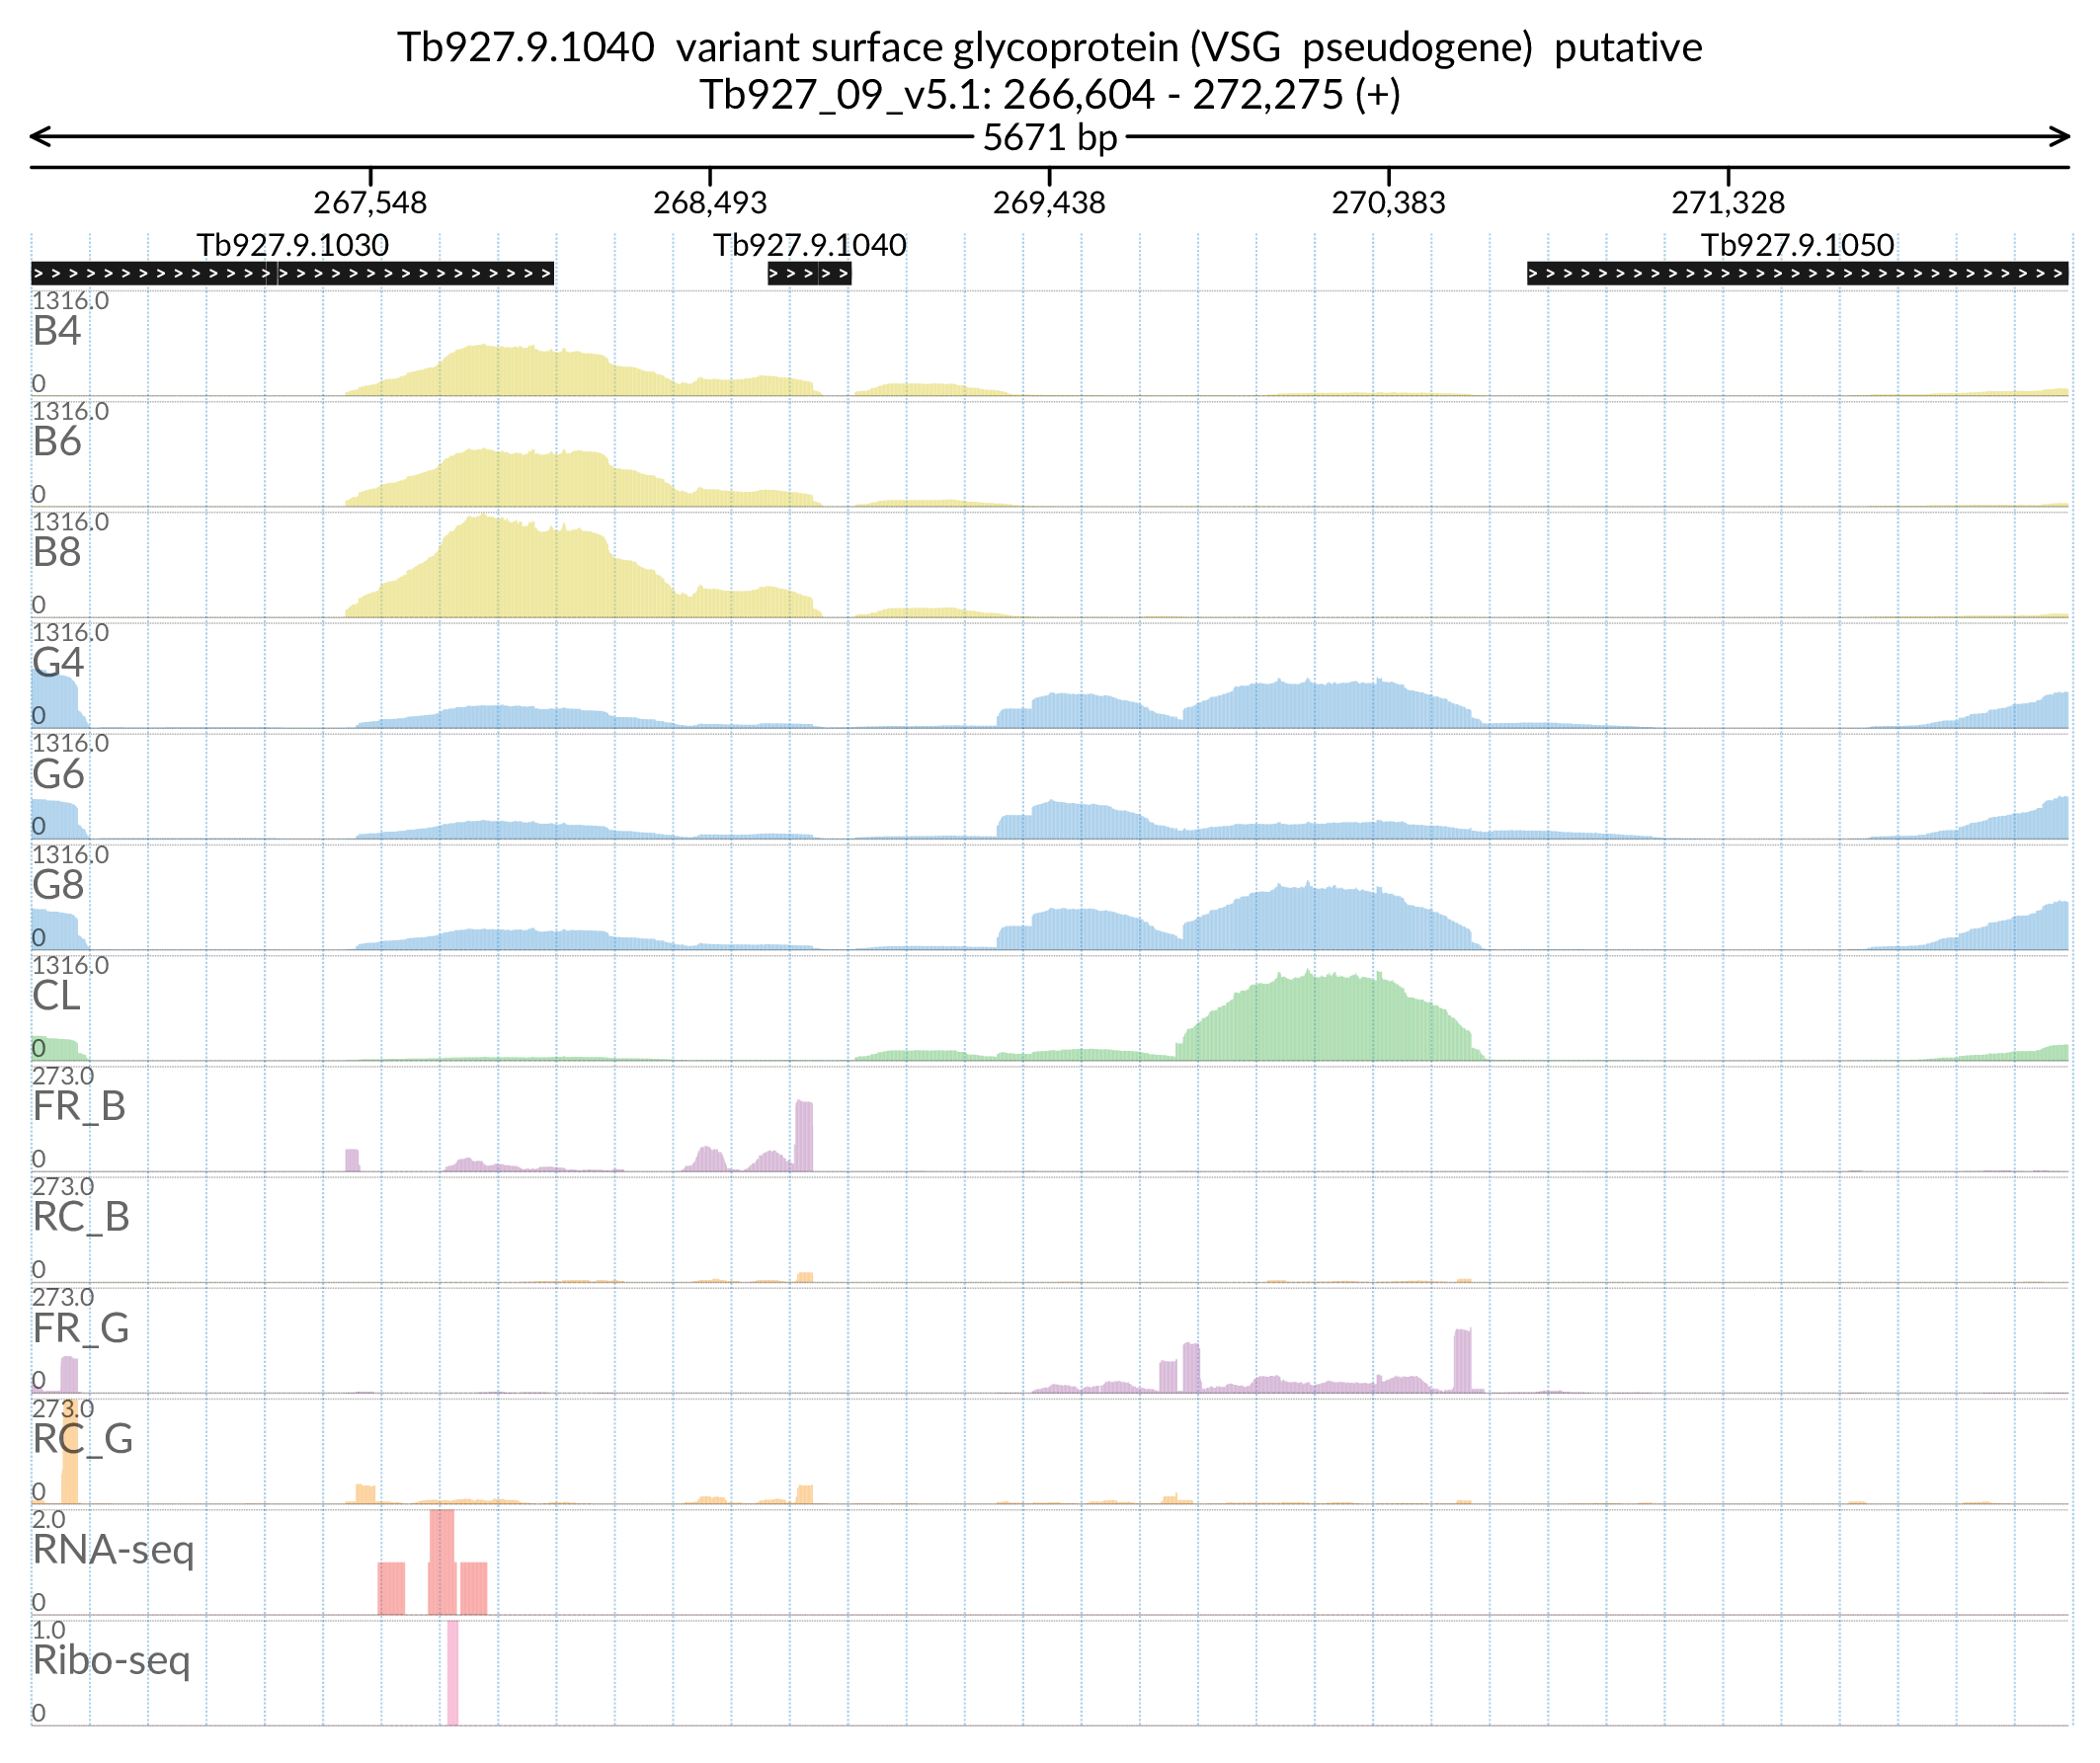 Tb927.9.1040 variant surface glycoprotein (VSG pseudogene) putative
Tb927_09_v5.1: 266,604 - 272,275 (+)
5671 bp
267,548 268,493 269,438 270,383 271,328
Tb927.9.1030 Tb927.9.1040 Tb927.9.1050
1316.0
B4
0
1316.0
B6
0
1316.0
B8
0
1316.0
G4
0
1316.0
G6
0
1316.0
G8
0
1316.0
CL
0
273.0
FR_B
0
273.0
RC_B
0
273.0
FR_G
0
273.0
RC_G
0
2.0
RNA-seq
0
1.0
Ribo-seq
0